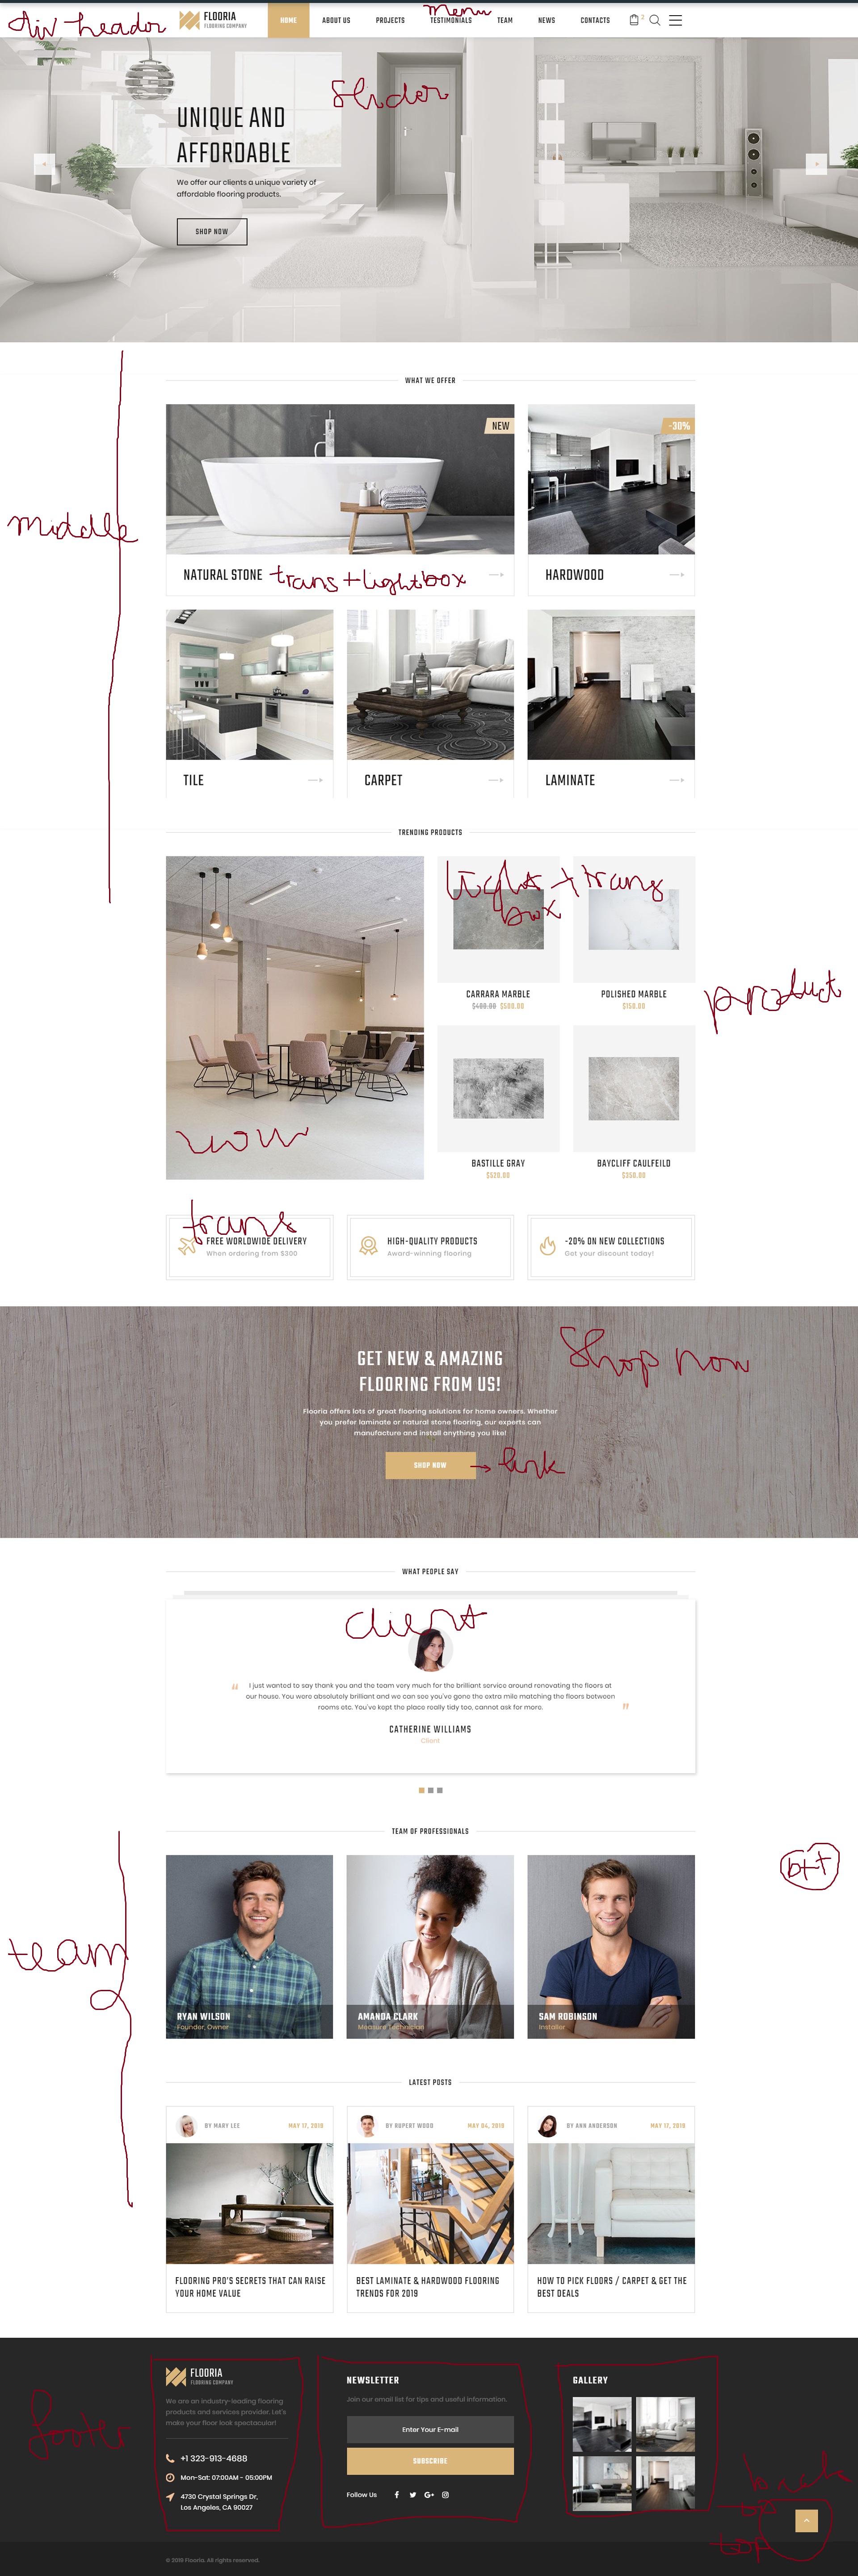 div header
FLOORIA
FLOORING COMPANY
HOME
ABOUT US
PROJECTS
menu
TESTIMONIALS
TEAM
NEWS
CONTACTS
2
Slider
UNIQUE AND
AFFORDABLE
We offer our clients a unique variety of
affordable flooring products.
SHOP NOW
WHAT WE OFFER
middle
NEW
-30%
NATURAL STONE
trans + lightbox
HARDWOOD
TILE
CARPET
LAMINATE
TRENDING PRODUCTS
light + trans
box
CARRARA MARBLE
$400.00 $500.00
POLISHED MARBLE
$150.00
product
BASTILLE GRAY
$520.00
BAYCLIFF CAULFEILD
$350.00
trans
FREE WORLDWIDE DELIVERY
When ordering from $300
HIGH-QUALITY PRODUCTS
Award-winning flooring
-20% ON NEW COLLECTIONS
Get your discount today!
Shop now
GET NEW & AMAZING
FLOORING FROM US!
Flooria offers lots of great flooring solutions for home owners. Whether
you prefer laminate or natural stone flooring, our experts can
manufacture and install anything you like!
SHOP NOW
link
WHAT PEOPLE SAY
client
“ I just wanted to say thank you and the team very much for the brilliant service around renovating the floors at
our house. You were absolutely brilliant and we can see you've gone the extra mile matching the floors between
rooms etc. You've kept the place really tidy too, cannot ask for more. ”
CATHERINE WILLIAMS
Client
TEAM OF PROFESSIONALS
btt
team
RYAN WILSON
Founder, Owner
AMANDA CLARK
Measure Technician
SAM ROBINSON
Installer
LATEST POSTS
BY MARY LEE
MAY 17, 2019
BY RUPERT WOOD
MAY 04, 2019
BY ANN ANDERSON
MAY 17, 2019
FLOORING PRO'S SECRETS THAT CAN RAISE
YOUR HOME VALUE
BEST LAMINATE & HARDWOOD FLOORING
TRENDS FOR 2019
HOW TO PICK FLOORS / CARPET & GET THE
BEST DEALS
footer
FLOORIA
FLOORING COMPANY
We are an industry-leading flooring
products and services provider. Let's
make your floor look spectacular!
+1 323-913-4688
Mon-Sat: 07:00AM - 05:00PM
4730 Crystal Springs Dr,
Los Angeles, CA 90027
NEWSLETTER
Join our email list for tips and useful information.
Enter Your E-mail
SUBSCRIBE
Follow Us
GALLERY
to
top
© 2019 Flooria. All rights reserved.